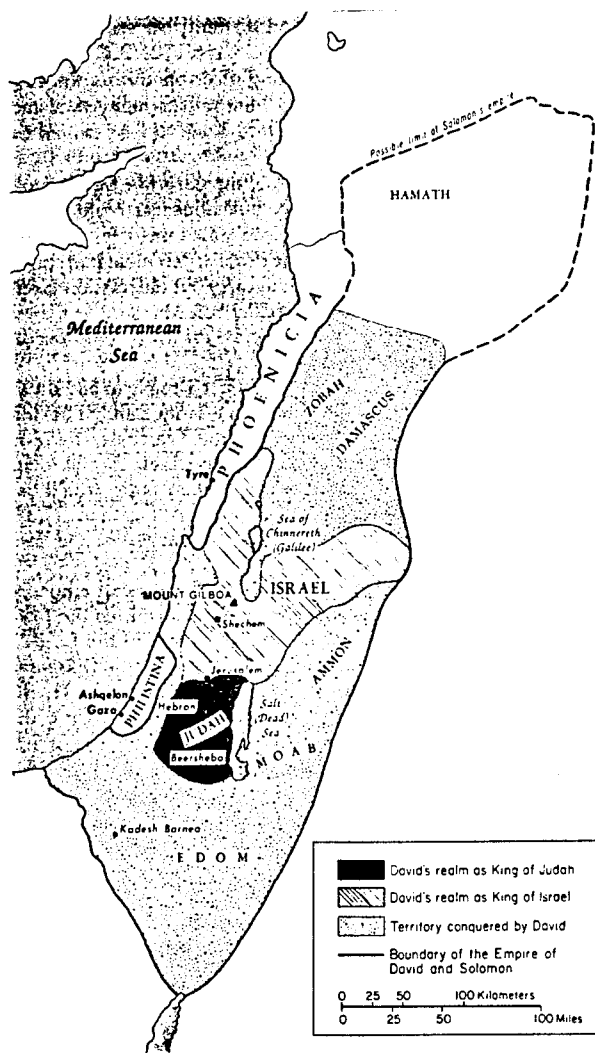 Possible limit of Solomon's empire
HAMATH
Mediterranean
Sea
PHOENICIA
ZOBAH
DAMASCUS
Tyre
Sea of
Chinnereth
(Galilee)
MOUNT GILBOA
ISRAEL
Shechem
AMMON
Jerusalem
Ashqelon
Gaza
PHILISTINA
Hebron
JUDAH
Salt
(Dead)
Sea
Beersheba
MOAB
Kadesh Barnea
EDOM
David's realm as King of Judah
David's realm as King of Israel
Territory conquered by David
Boundary of the Empire of
David and Solomon
0 25 50 100 Kilometers
0 25 50 100 Miles